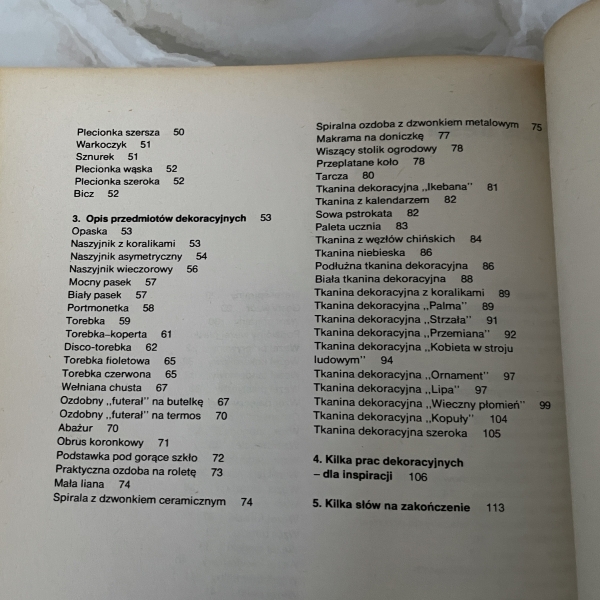 Plecionka szersza 50
Warkoczyk 51
Sznurek 51
Plecionka wąska 52
Plecionka szeroka 52
Bicz 52
3. Opis przedmiotów dekoracyjnych 53
Opaska 53
Naszyjnik z koralikami 53
Naszyjnik asymetryczny 54
Naszyjnik wieczorowy 56
Mocny pasek 57
Biały pasek 57
Portmonetka 58
Torebka 59
Torebka–koperta 61
Disco-torebka 62
Torebka fioletowa 65
Torebka czerwona 65
Wełniana chusta 67
Ozdobny ,,futerał'' na butelkę 67
Ozdobny ,,futerał'' na termos 70
Abażur 70
Obrus koronkowy 71
Podstawka pod gorące szkło 72
Praktyczna ozdoba na roletę 73
Mała liana 74
Spirala z dzwonkiem ceramicznym 74
Spiralna ozdoba z dzwonkiem metalowym 75
Makrama na doniczkę 77
Wiszący stolik ogrodowy 78
Przeplatane koło 78
Tarcza 80
Tkanina dekoracyjna ,,Ikebana'' 81
Tkanina z kalendarzem 82
Sowa pstrokata 82
Paleta ucznia 83
Tkanina z węzłów chińskich 84
Tkanina niebieska 86
Podłużna tkanina dekoracyjna 86
Biała tkanina dekoracyjna 88
Tkanina dekoracyjna z koralikami 89
Tkanina dekoracyjna ,,Palma'' 89
Tkanina dekoracyjna ,,Strzała'' 91
Tkanina dekoracyjna ,,Przemiana'' 92
Tkanina dekoracyjna ,,Kobieta w stroju
ludowym'' 94
Tkanina dekoracyjna ,,Ornament'' 97
Tkanina dekoracyjna ,,Lipa'' 97
Tkanina dekoracyjna ,,Wieczny płomień'' 99
Tkanina dekoracyjna ,,Kopuły'' 104
Tkanina dekoracyjna szeroka 105
4. Kilka prac dekoracyjnych
– dla inspiracji 106
5. Kilka słów na zakończenie 113